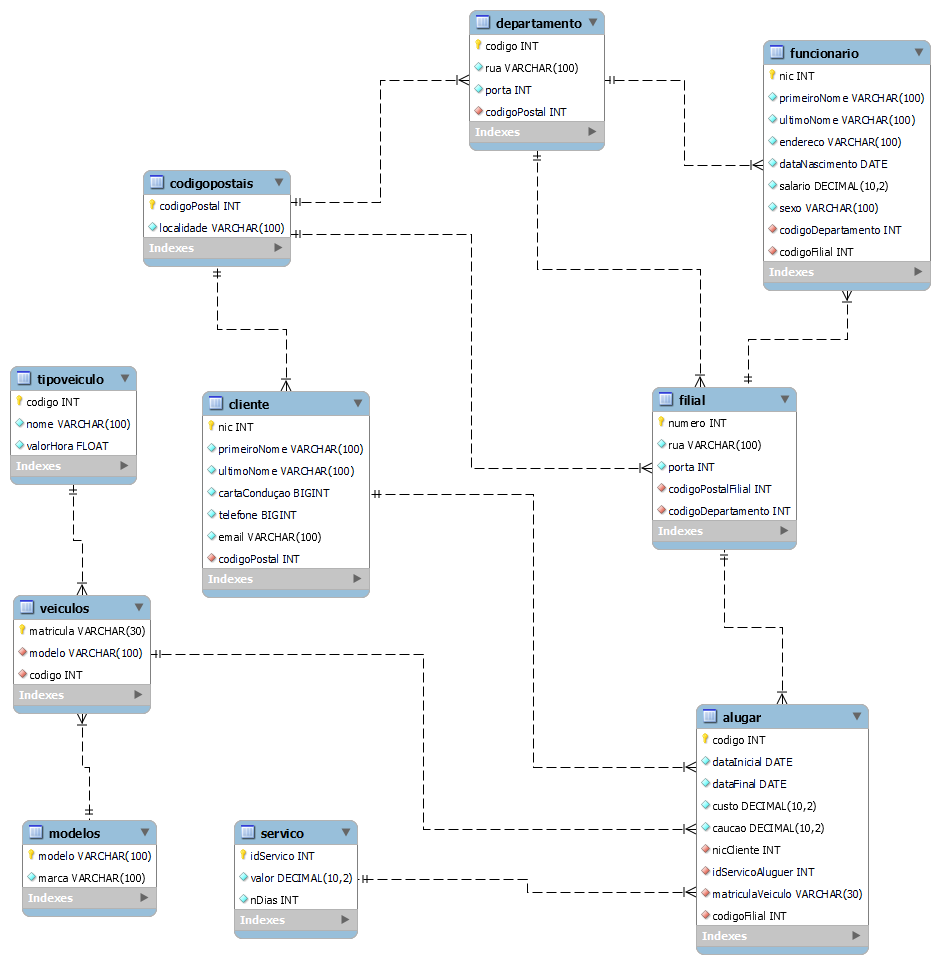 departamento
codigo INT
rua VARCHAR(100)
porta INT
codigoPostal INT
Indexes
funcionario
nic INT
primeiroNome VARCHAR(100)
ultimoNome VARCHAR(100)
endereco VARCHAR(100)
dataNascimento DATE
salario DECIMAL(10,2)
sexo VARCHAR(100)
codigoDepartamento INT
codigoFilial INT
Indexes
codigopostais
codigoPostal INT
localidade VARCHAR(100)
Indexes
tipoveiculo
codigo INT
nome VARCHAR(100)
valorHora FLOAT
Indexes
cliente
nic INT
primeiroNome VARCHAR(100)
ultimoNome VARCHAR(100)
cartaConduçao BIGINT
telefone BIGINT
email VARCHAR(100)
codigoPostal INT
Indexes
filial
numero INT
rua VARCHAR(100)
porta INT
codigoPostalFilial INT
codigoDepartamento INT
Indexes
veiculos
matricula VARCHAR(30)
modelo VARCHAR(100)
codigo INT
Indexes
alugar
codigo INT
dataInicial DATE
dataFinal DATE
custo DECIMAL(10,2)
caucao DECIMAL(10,2)
nicCliente INT
idServicoAluguer INT
matriculaVeiculo VARCHAR(30)
codigoFilial INT
Indexes
modelos
modelo VARCHAR(100)
marca VARCHAR(100)
Indexes
servico
idServico INT
valor DECIMAL(10,2)
nDias INT
Indexes